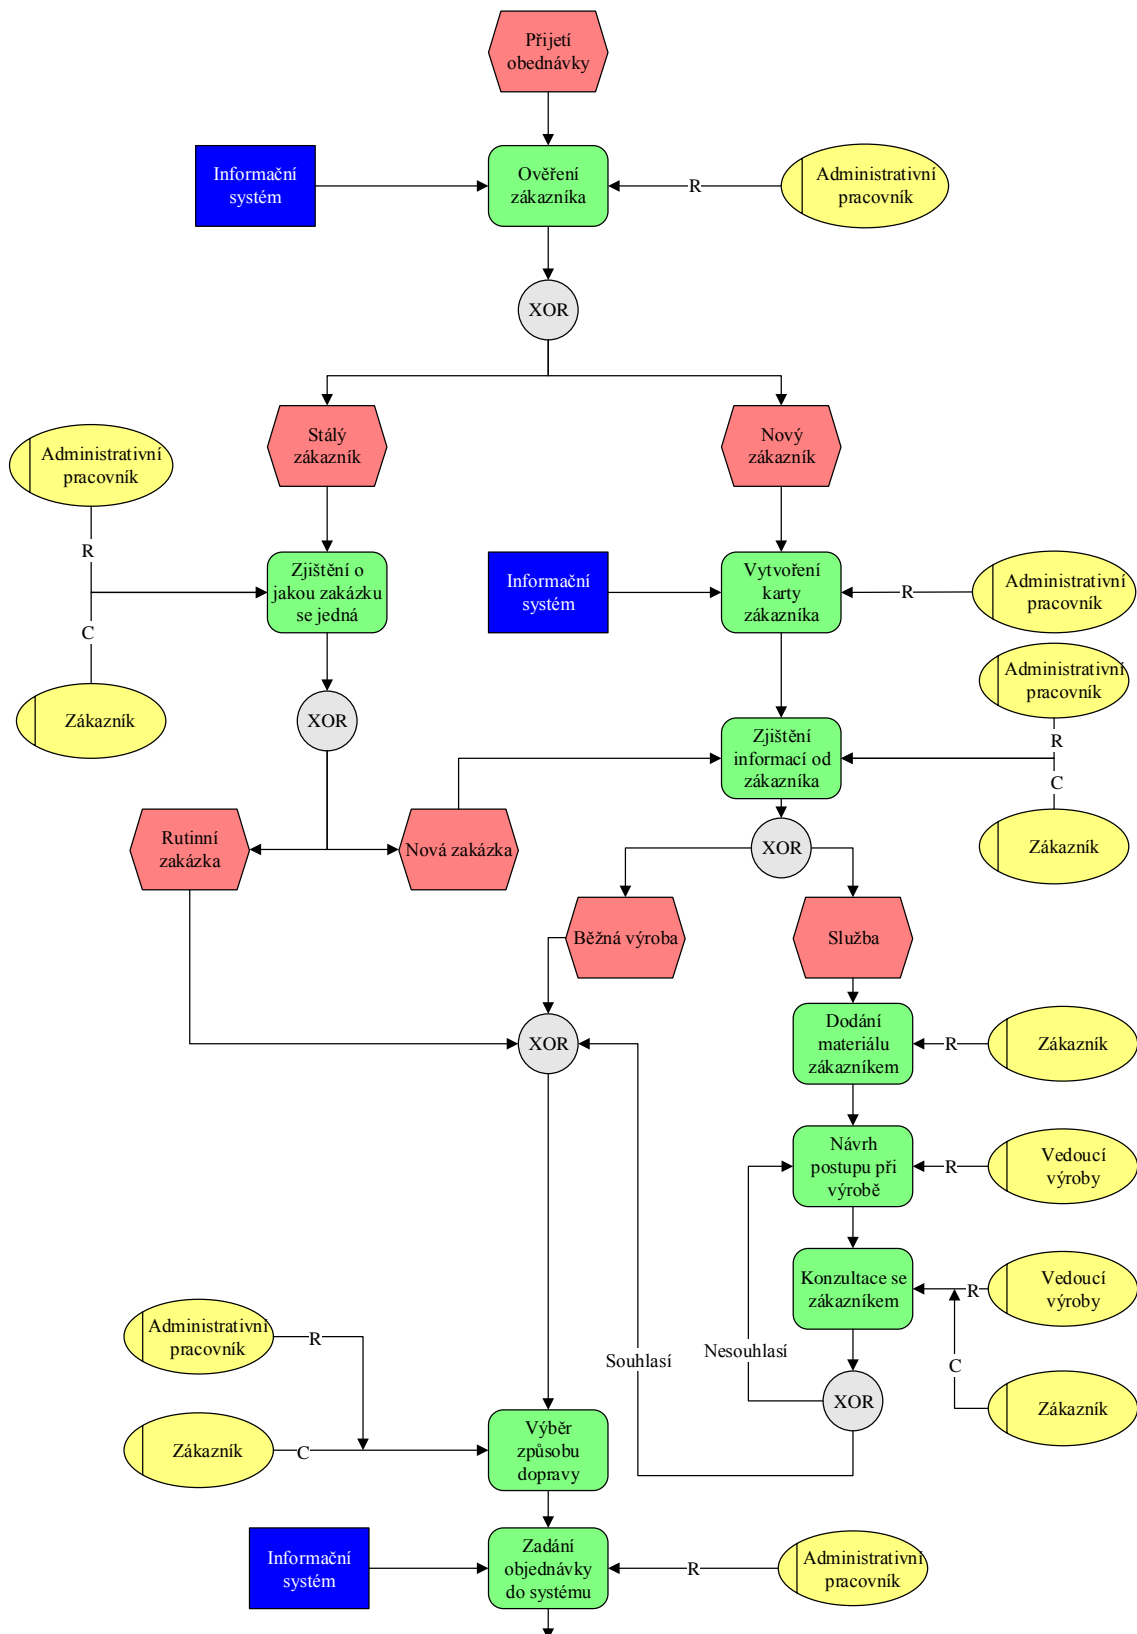 Přijetí
obednávky
Informační
systém
Ověření
zákazníka
R
Administrativní
pracovník
XOR
Stálý
zákazník
Nový
zákazník
Administrativní
pracovník
R
Zjištění o
jakou zakázku
se jedná
C
Zákazník
Informační
systém
Vytvoření
karty
zákazníka
R
Administrativní
pracovník
Administrativní
pracovník
XOR
Zjištění
informací od
zákazníka
R
C
Zákazník
Rutinní
zakázka
Nová zakázka
XOR
Běžná výroba
Služba
XOR
Dodání
materiálu
zákazníkem
R
Zákazník
Návrh
postupu při
výrobě
R
Vedoucí
výroby
Konzultace se
zákazníkem
R
Vedoucí
výroby
Souhlasí
Nesouhlasí
C
XOR
Zákazník
Administrativní
pracovník
R
Zákazník
C
Výběr
způsobu
dopravy
Informační
systém
Zadání
objednávky
do systému
R
Administrativní
pracovník